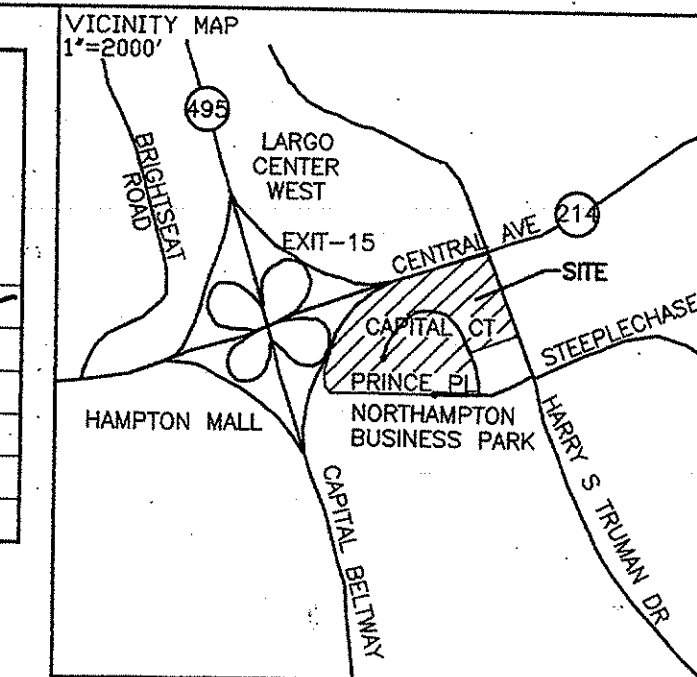 VICINITY MAP
1"=2000'
495
BRIGHTSEAT
ROAD
LARGO
CENTER
WEST
EXIT-15
CENTRAL AVE
214
SITE
CAPITAL CT
STEEPLECHASE
PRINCE PL
HAMPTON MALL
NORTHAMPTON
BUSINESS PARK
HARRY S TRUMAN DR
CAPITAL BELTWAY